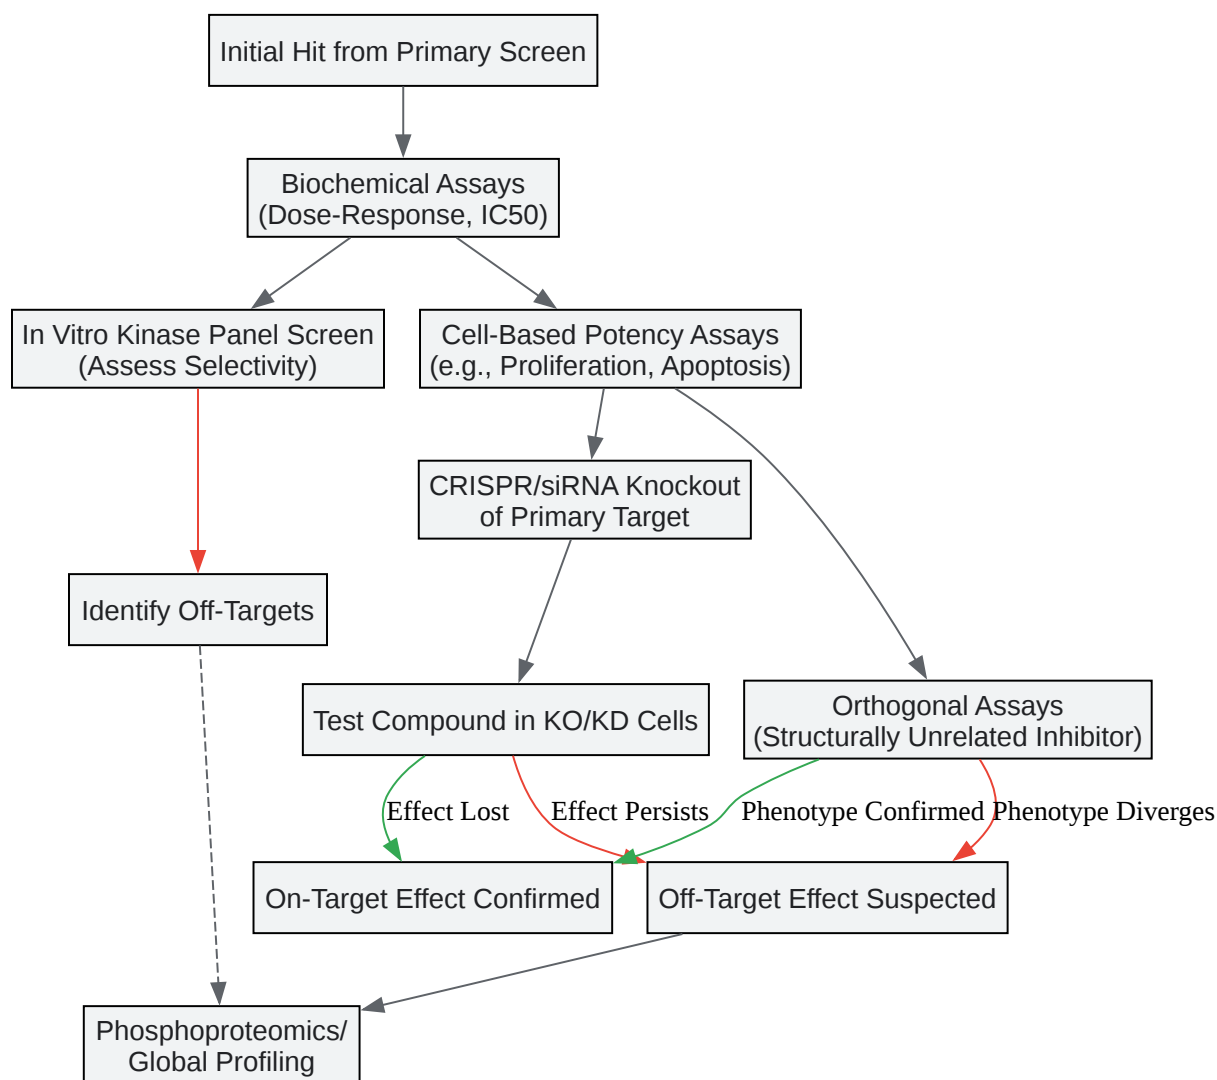 Initial Hit from Primary Screen
Biochemical Assays
(Dose-Response, IC50)
In Vitro Kinase Panel Screen
(Assess Selectivity)
Cell-Based Potency Assays
(e.g., Proliferation, Apoptosis)
CRISPR/siRNA Knockout
of Primary Target
Identify Off-Targets
Test Compound in KO/KD Cells
Orthogonal Assays
(Structurally Unrelated Inhibitor)
Effect Lost
Effect Persists
Phenotype Confirmed
Phenotype Diverges
On-Target Effect Confirmed
Off-Target Effect Suspected
Phosphoproteomics/
Global Profiling